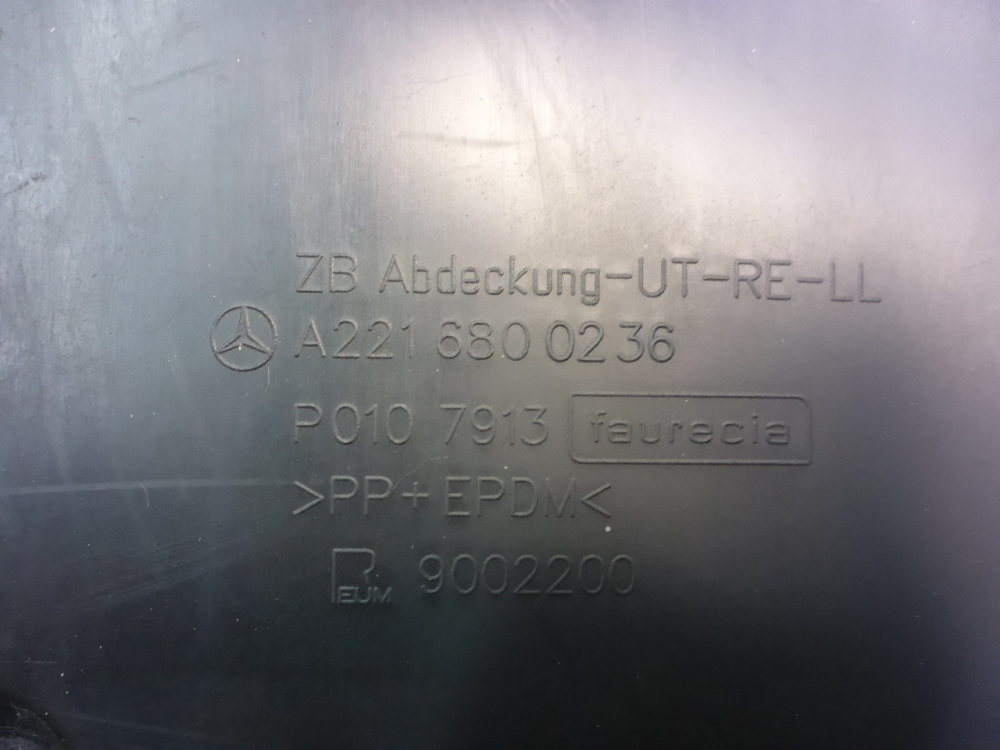 ZB Abdeckung-UT-RE-LL
A221 680 02 36
P010 7913 faurecia
>PP+EPDM<
R EUM 9002200